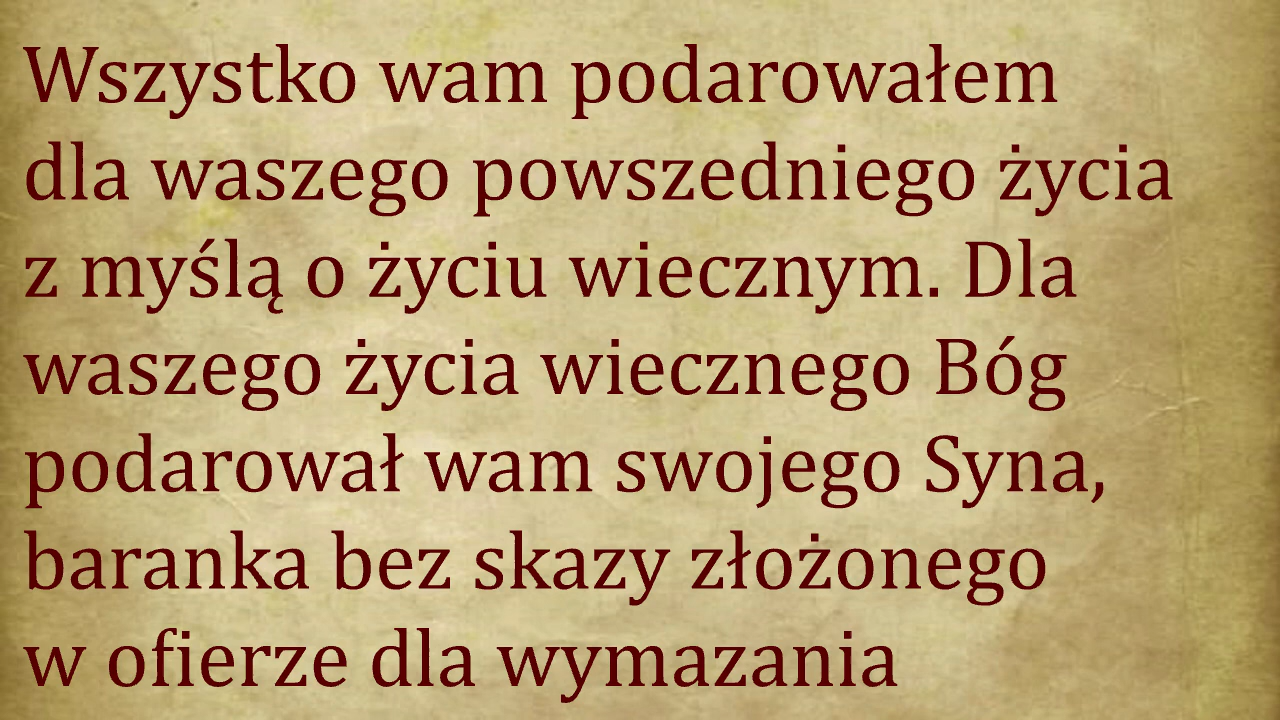 Wszystko wam podarowałem
dla waszego powszedniego życia
z myślą o życiu wiecznym. Dla
waszego życia wiecznego Bóg
podarował wam swojego Syna,
baranka bez skazy złożonego
w ofierze dla wymazania